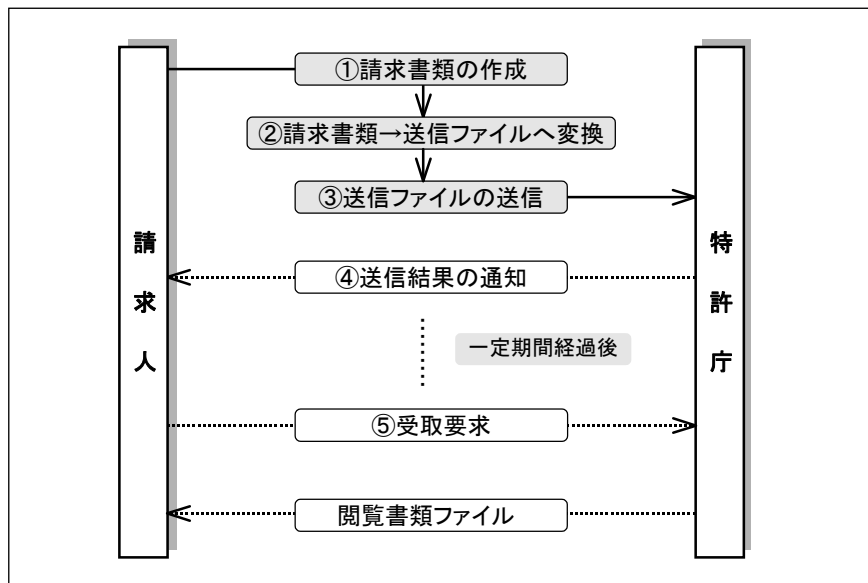 ①請求書類の作成
②請求書類→送信ファイルへ変換
③送信ファイルの送信
請求人
特許庁
④送信結果の通知
一定期間経過後
⑤受取要求
閲覧書類ファイル